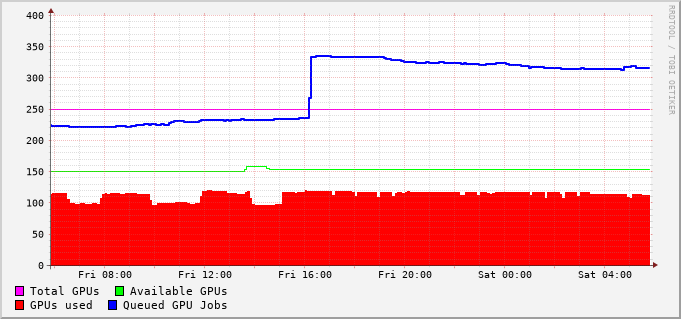 400
350
300
250
200
150
100
50
0
Fri 08:00 Fri 12:00 Fri 16:00 Fri 20:00 Sat 00:00 Sat 04:00
Total GPUs Available GPUs
GPUs used Queued GPU Jobs
RRDTOOL / TOBI OETIKER